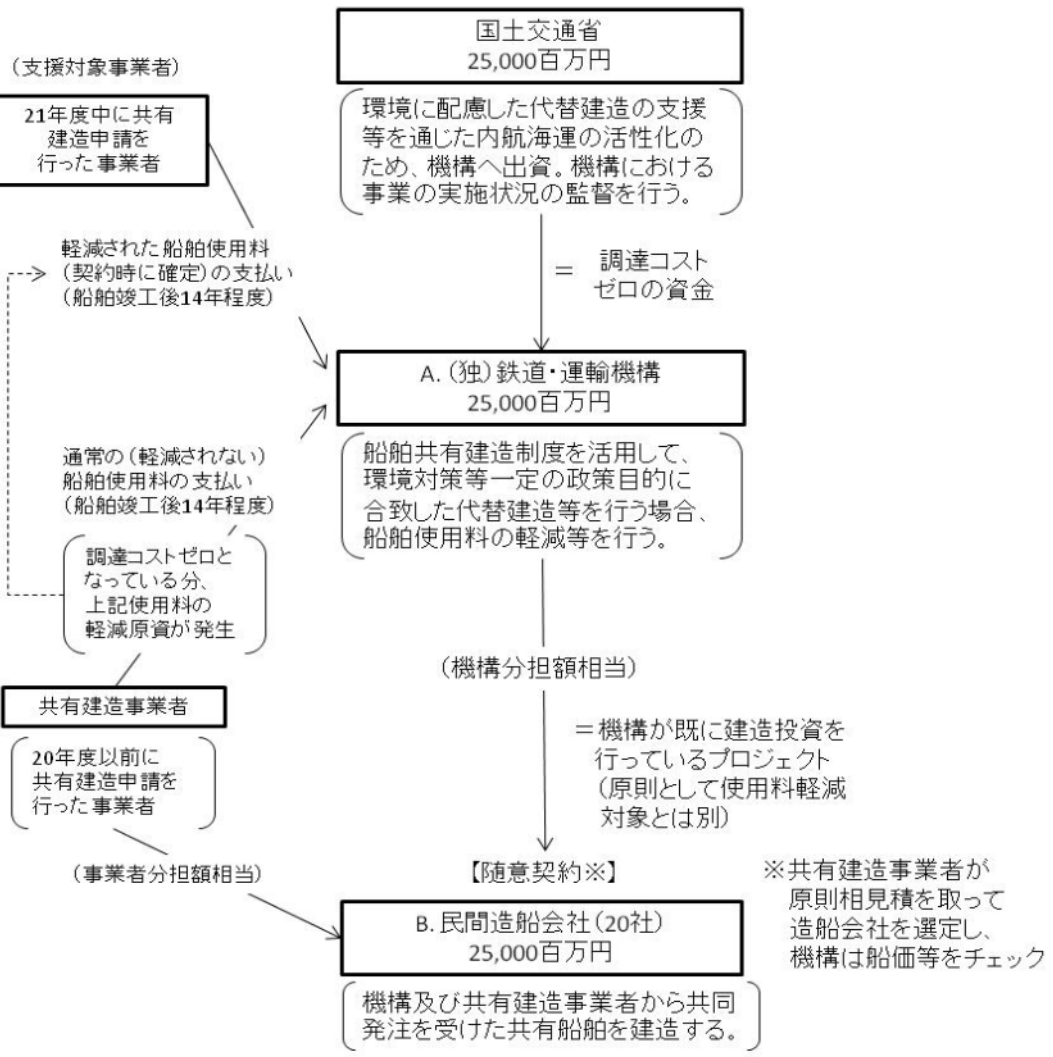 国土交通省
25,000百万円
環境に配慮した代替建造の支援
等を通じた内航海運の活性化の
ため、機構へ出資。機構における
事業の実施状況の監督を行う。
(支援対象事業者)
21年度中に共有
建造申請を
行った事業者
軽減された船舶使用料
(契約時に確定)の支払い
(船舶竣工後14年程度)
＝ 調達コスト
ゼロの資金
A.(独)鉄道・運輸機構
25,000百万円
船舶共有建造制度を活用して、
環境対策等一定の政策目的に
合致した代替建造等を行う場合、
船舶使用料の軽減等を行う。
通常の(軽減されない)
船舶使用料の支払い
(船舶竣工後14年程度)
調達コストゼロと
なっている分、
上記使用料の
軽減原資が発生
共有建造事業者
20年度以前に
共有建造申請を
行った事業者
(事業者分担額相当)
(機構分担額相当)
＝機構が既に建造投資を
行っているプロジェクト
(原則として使用料軽減
対象とは別)
【随意契約※】
※共有建造事業者が
原則相見積を取って
造船会社を選定し、
機構は船価等をチェック
B.民間造船会社(20社)
25,000百万円
機構及び共有建造事業者から共同
発注を受けた共有船舶を建造する。